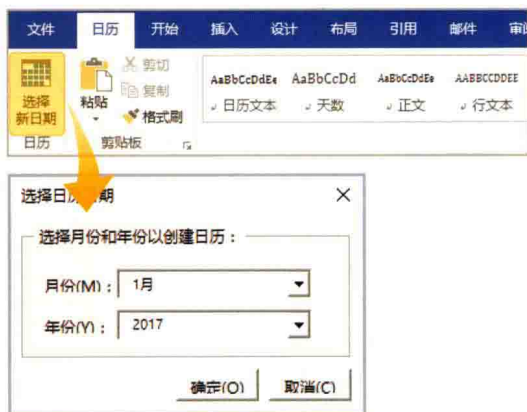 文件 日历 开始 插入 设计 布局 引用 邮件 审阅
选择
新日期
日历
粘贴
剪切
复制
格式刷
剪贴板
AaBbCcDdEe AaBbCcDd AaBbCcDdEe AABBCCDDEE
日历文本 天数 正文 行文本
选择日历日期
选择月份和年份以创建日历：
月份(M)： 1月
年份(Y)： 2017
确定(O) 取消(C)